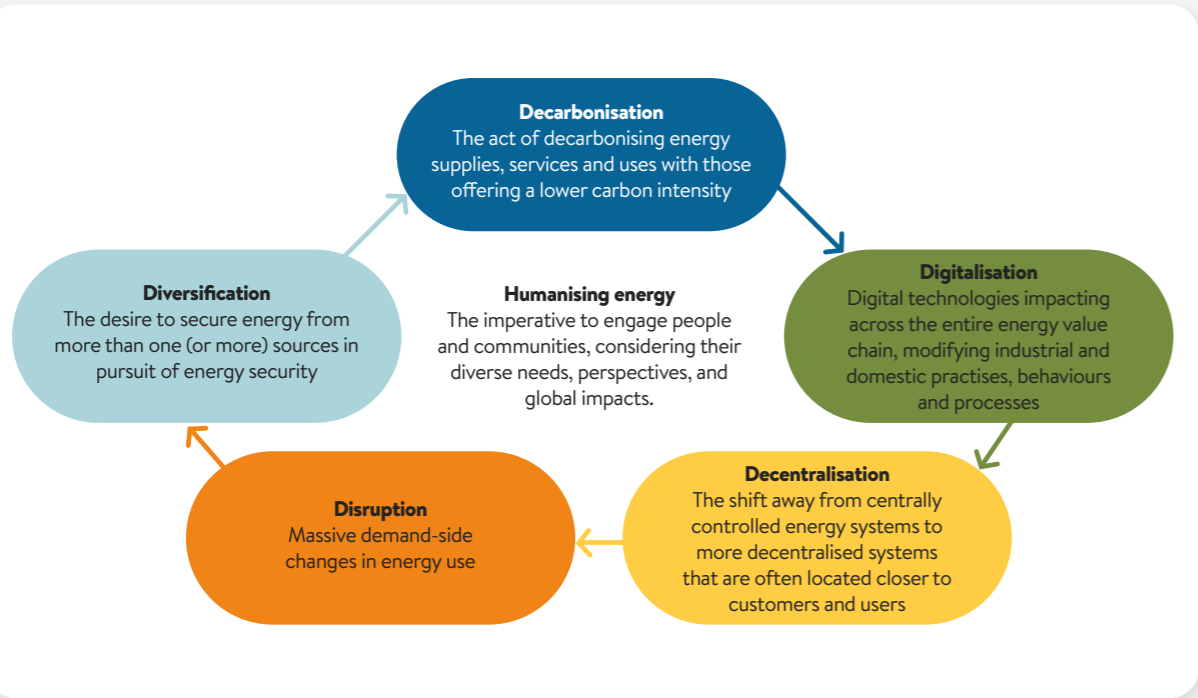 Decarbonisation
The act of decarbonising energy
supplies, services and uses with those
offering a lower carbon intensity
Digitalisation
Digital technologies impacting
across the entire energy value
chain, modifying industrial and
domestic practises, behaviours
and processes
Decentralisation
The shift away from centrally
controlled energy systems to
more decentralised systems
that are often located closer to
customers and users
Disruption
Massive demand-side
changes in energy use
Diversification
The desire to secure energy from
more than one (or more) sources in
pursuit of energy security
Humanising energy
The imperative to engage people
and communities, considering their
diverse needs, perspectives, and
global impacts.